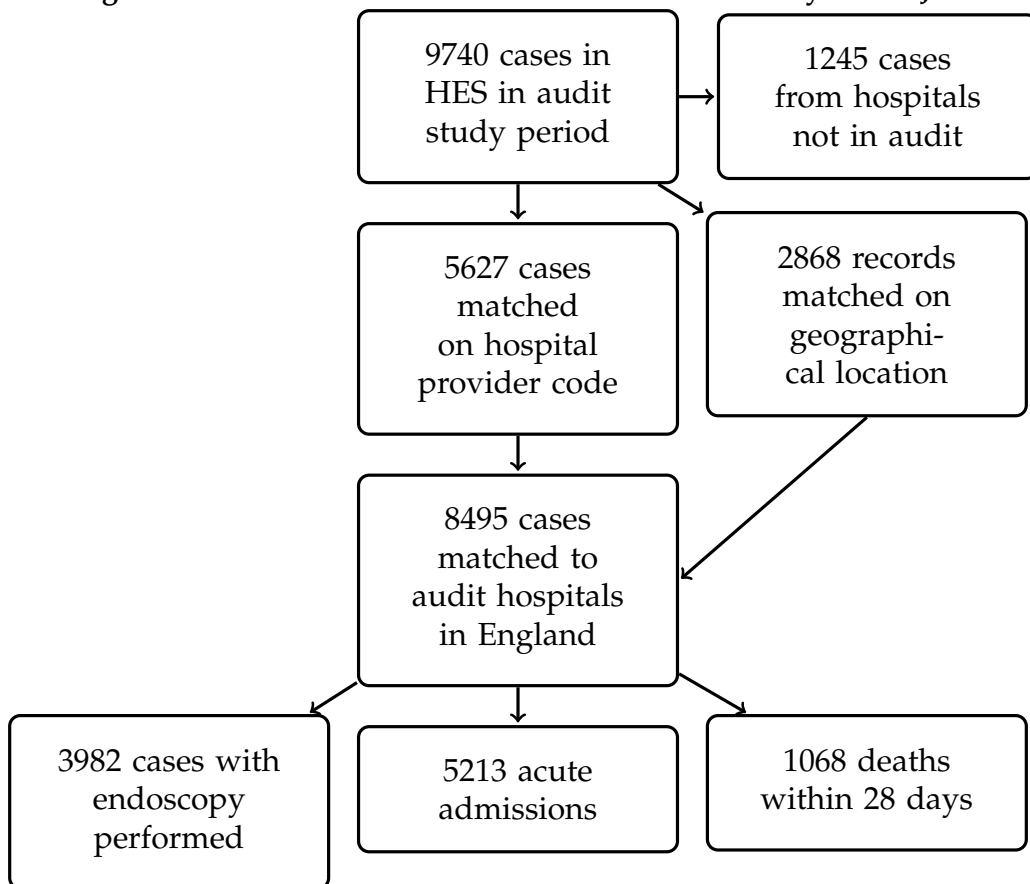 9740 cases in
HES in audit
study period
1245 cases
from hospitals
not in audit
5627 cases
matched
on hospital
provider code
2868 records
matched on
geographi-
cal location
8495 cases
matched to
audit hospitals
in England
3982 cases with
endoscopy
performed
5213 acute
admissions
1068 deaths
within 28 days